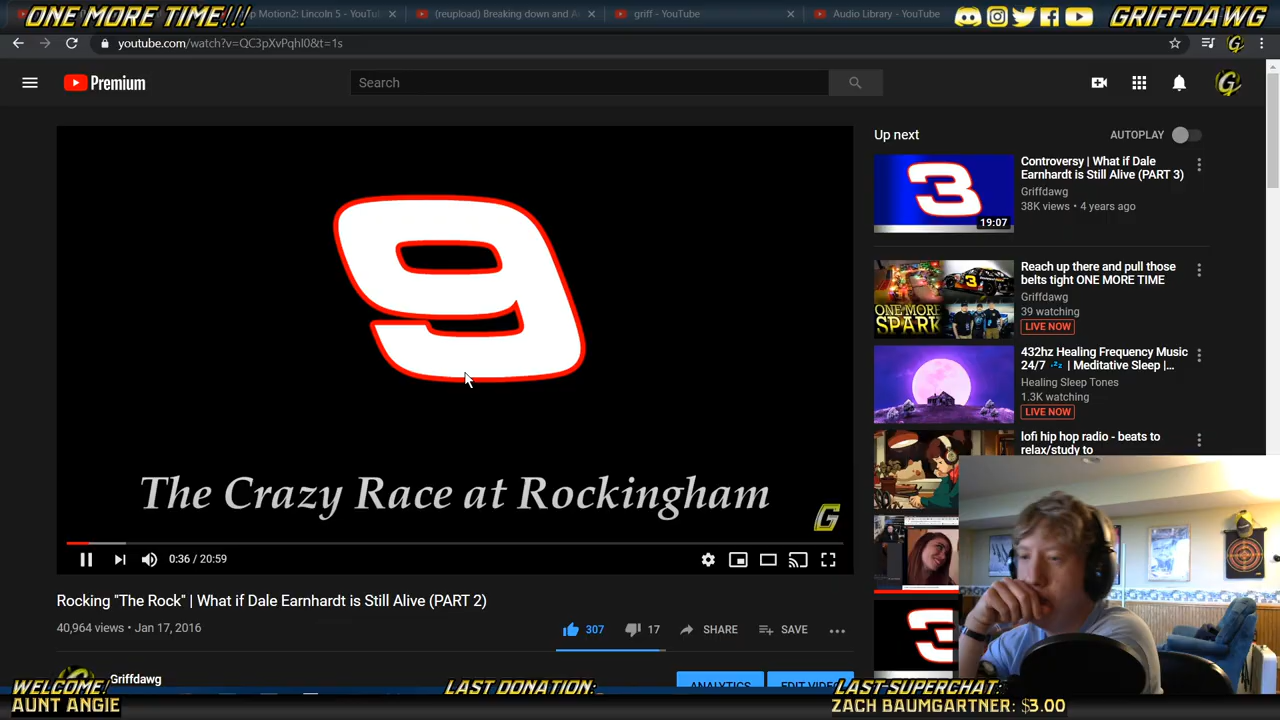 ONE MORE TIME!!!
Motion2: Lincoln 5 - YouTu
(reupload) Breaking down and A
griff - YouTube
Audio Library - YouTube
GRIFFDAWG
youtube.com/watch?v=QC3pXvPqhI0&t=1s
Premium
Search
9
The Crazy Race at Rockingham
G
0:36 / 20:59
Rocking "The Rock" | What if Dale Earnhardt is Still Alive (PART 2)
40,964 views • Jan 17, 2016
307
17
SHARE
SAVE
Griffdawg
ANALYTICS
EDIT VIDEO
Up next
AUTOPLAY
3
19:07
Controversy | What if Dale
Earnhardt is Still Alive (PART 3)
Griffdawg
38K views • 4 years ago
ONE MORE
SPARK
3
Reach up there and pull those
belts tight ONE MORE TIME
Griffdawg
39 watching
LIVE NOW
432hz Healing Frequency Music
24/7 💤 | Meditative Sleep |...
Healing Sleep Tones
1.3K watching
LIVE NOW
lofi hip hop radio - beats to
relax/study to
3
WELCOME!
AUNT ANGIE
LAST DONATION:
LAST SUPERCHAT:
ZACH BAUMGARTNER: $3.00